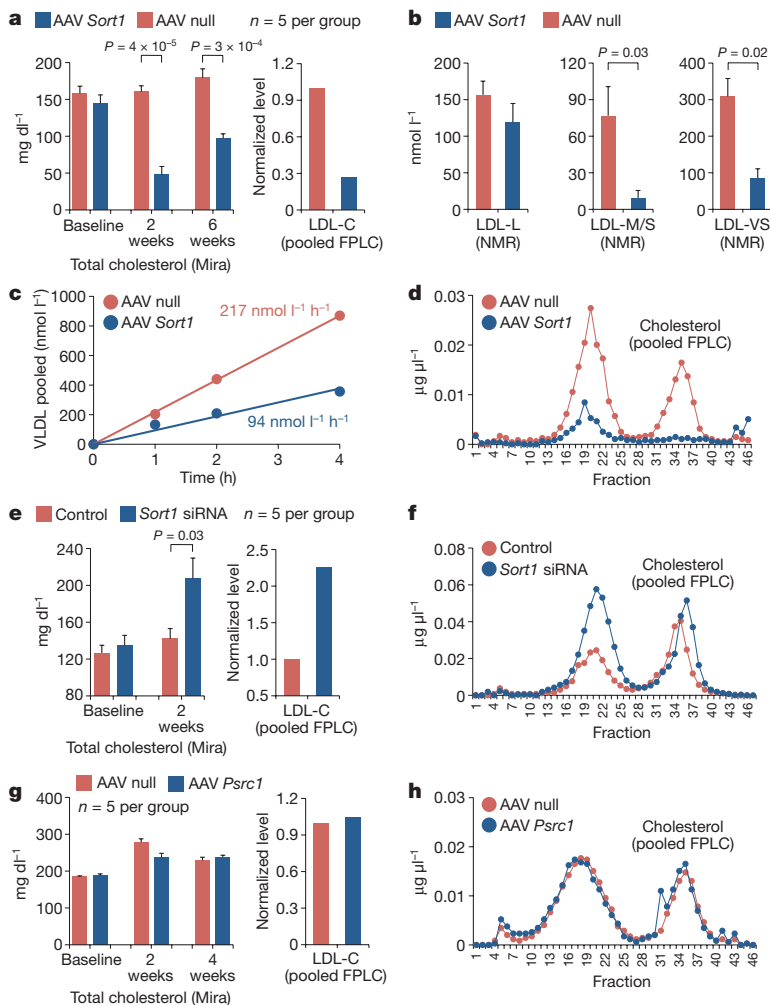 a
AAV Sort1 AAV null n = 5 per group
P = 4 × 10⁻⁵ P = 3 × 10⁻⁴
mg dl⁻¹
200
150
100
50
0
Baseline 2 weeks 6 weeks
Total cholesterol (Mira)
Normalized level
1.2
0.9
0.6
0.3
0
LDL-C
(pooled FPLC)
b
AAV Sort1 AAV null
nmol l⁻¹
200
150
100
50
0
LDL-L
(NMR)
P = 0.03
120
90
60
30
0
LDL-M/S
(NMR)
P = 0.02
400
300
200
100
0
LDL-VS
(NMR)
c
AAV null
AAV Sort1
VLDL pooled (nmol l⁻¹)
1000
800
600
400
200
0
217 nmol l⁻¹ h⁻¹
94 nmol l⁻¹ h⁻¹
0 1 2 4
Time (h)
d
AAV null
AAV Sort1
Cholesterol
(pooled FPLC)
µg µl⁻¹
0.03
0.02
0.01
0
1 4 7 10 13 16 19 22 25 28 31 34 37 40 43 46
Fraction
e
Control Sort1 siRNA n = 5 per group
P = 0.03
mg dl⁻¹
240
200
160
120
80
Baseline 2 weeks
Total cholesterol (Mira)
Normalized level
2.5
2.0
1.5
1.0
0.5
LDL-C
(pooled FPLC)
f
Control
Sort1 siRNA
Cholesterol
(pooled FPLC)
µg µl⁻¹
0.08
0.06
0.04
0.02
0
1 4 7 10 13 16 19 22 25 28 31 34 37 40 43 46
Fraction
g
AAV null AAV Psrc1
n = 5 per group
mg dl⁻¹
400
300
200
100
0
Baseline 2 weeks 4 weeks
Total cholesterol (Mira)
Normalized level
1.2
0.9
0.6
0.3
0
LDL-C
(pooled FPLC)
h
AAV null
AAV Psrc1
Cholesterol
(pooled FPLC)
µg µl⁻¹
0.03
0.02
0.01
0
1 4 7 10 13 16 19 22 25 28 31 34 37 40 43 46
Fraction